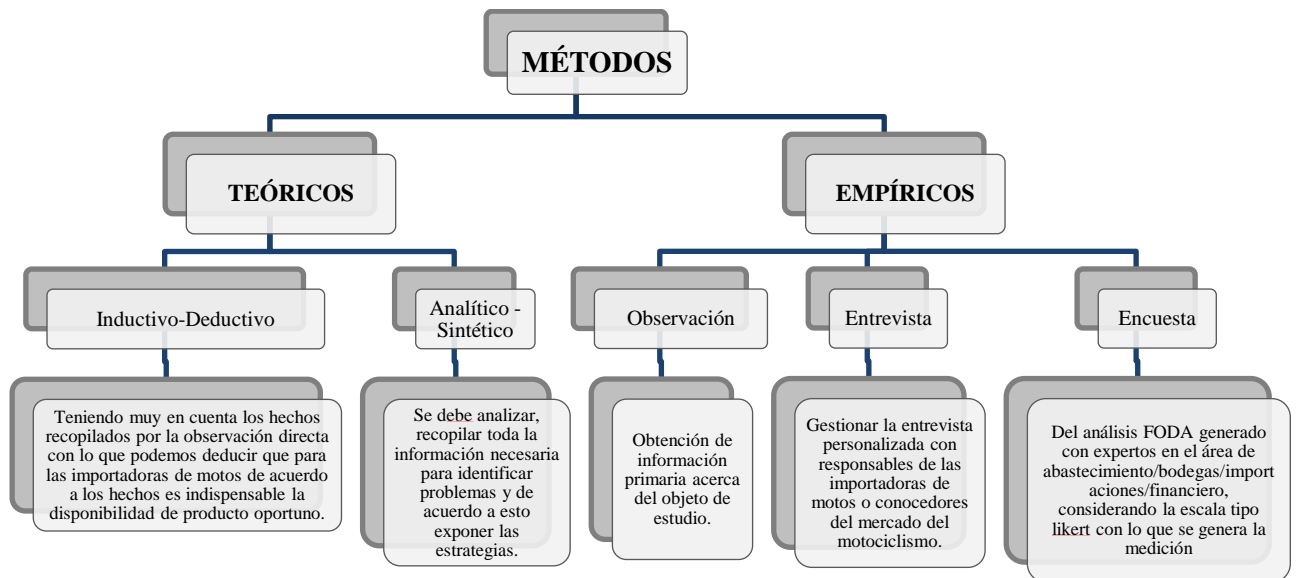 MÉTODOS
TEÓRICOS
EMPÍRICOS
Inductivo-Deductivo
Analítico -
Sintético
Observación
Entrevista
Encuesta
Teniendo muy en cuenta los hechos
recopilados por la observación directa
con lo que podemos deducir que para
las importadoras de motos de acuerdo
a los hechos es indispensable la
disponibilidad de producto oportuno.
Se debe analizar,
recopilar toda la
información necesaria
para identificar
problemas y de
acuerdo a esto
exponer las
estrategias.
Obtención de
información
primaria acerca
del objeto de
estudio.
Gestionar la entrevista
personalizada con
responsables de las
importadoras de
motos o conocedores
del mercado del
motociclismo.
Del análisis FODA generado
con expertos en el área de
abastecimiento/bodegas/import
aciones/financiero,
considerando la escala tipo
likert con lo que se genera la
medición